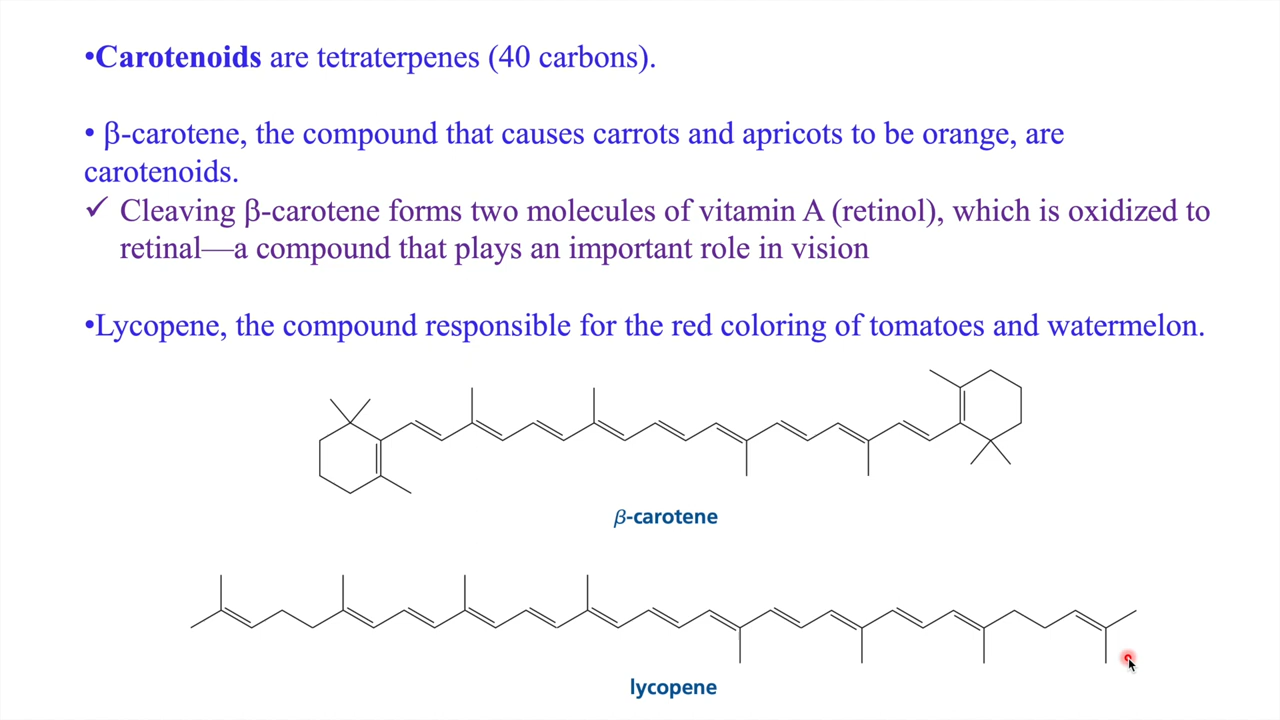 •Carotenoids are tetraterpenes (40 carbons).
• β-carotene, the compound that causes carrots and apricots to be orange, are
carotenoids.
✓ Cleaving β-carotene forms two molecules of vitamin A (retinol), which is oxidized to
retinal—a compound that plays an important role in vision
•Lycopene, the compound responsible for the red coloring of tomatoes and watermelon.
β-carotene
lycopene